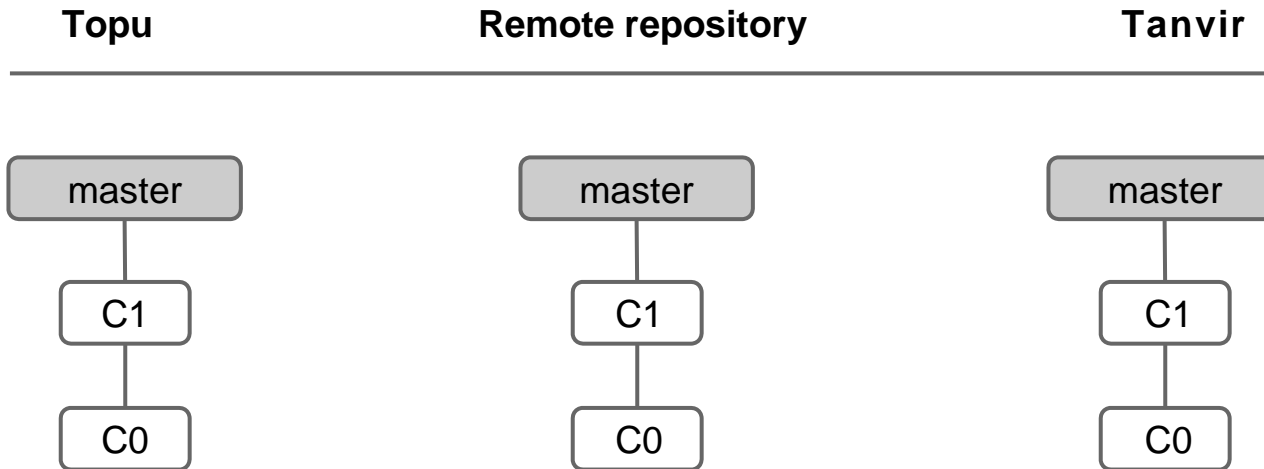 Topu Remote repository Tanvir
master master master
C1 C1 C1
C0 C0 C0